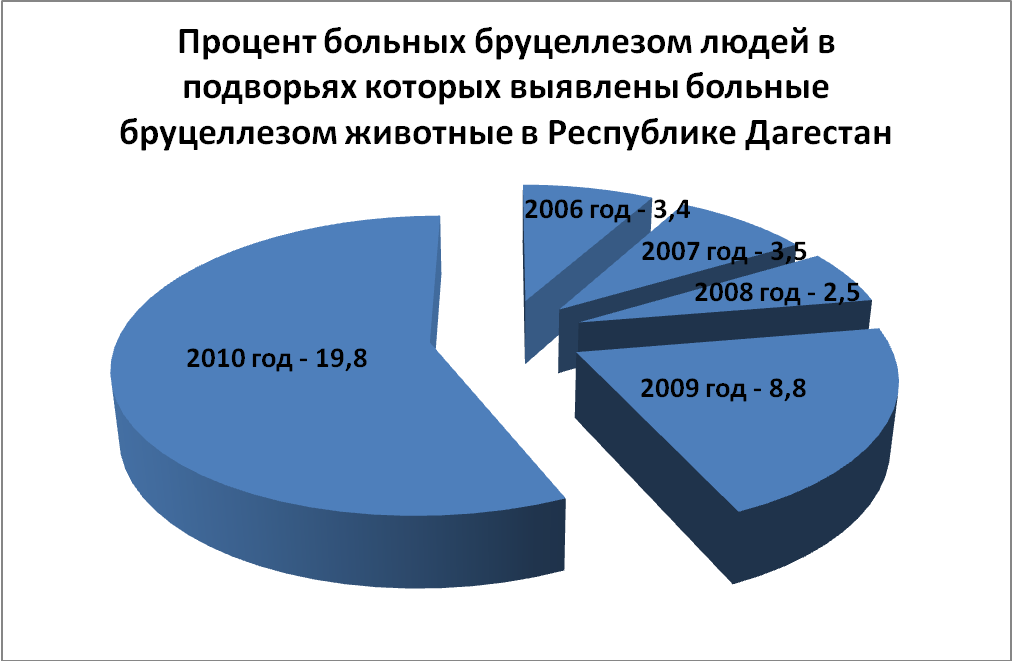 Процент больных бруцеллезом людей в
подворьях которых выявлены больные
бруцеллезом животные в Республике Дагестан
2006 год - 3,4
2007 год - 3,5
2008 год - 2,5
2009 год - 8,8
2010 год - 19,8